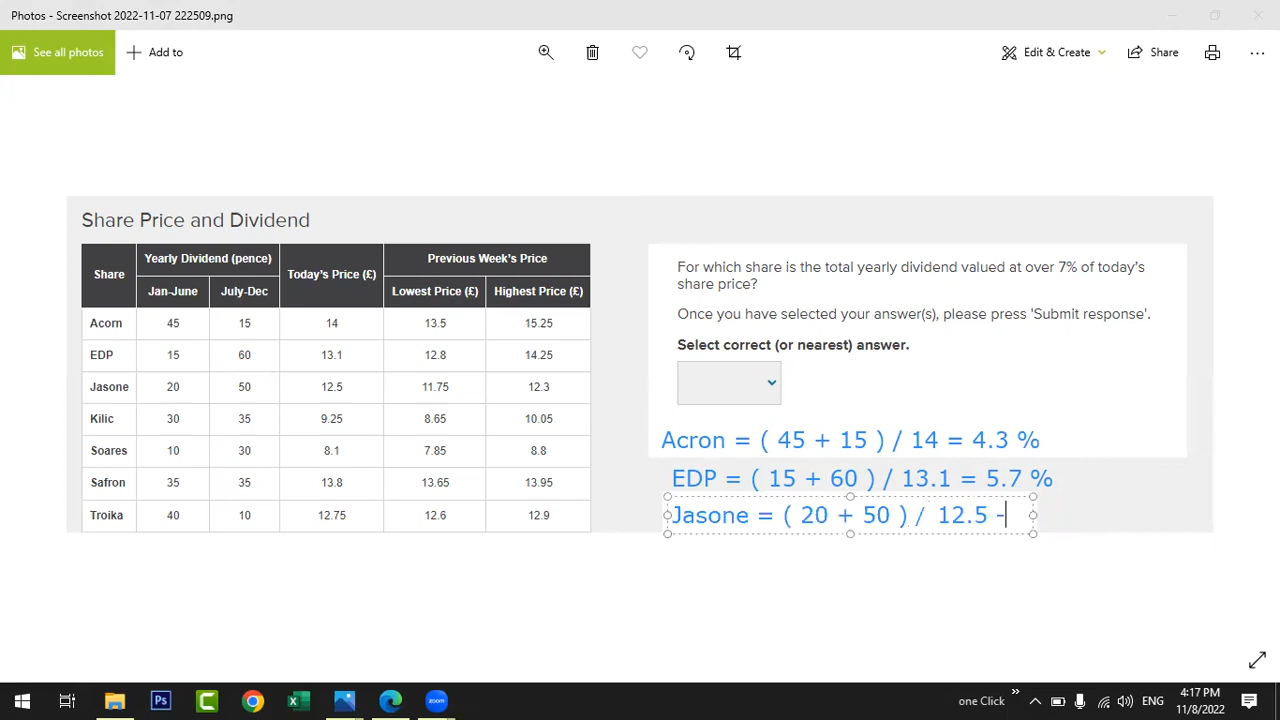 Photos - Screenshot 2022-11-07 222509.png
See all photos
Add to
Edit & Create
Share
Share Price and Dividend
Share
Yearly Dividend (pence)
Today's Price (£)
Previous Week's Price
Jan-June
July-Dec
Lowest Price (£)
Highest Price (£)
Acorn 45 15 14 13.5 15.25
EDP 15 60 13.1 12.8 14.25
Jasone 20 50 12.5 11.75 12.3
Kilic 30 35 9.25 8.65 10.05
Soares 10 30 8.1 7.85 8.8
Safron 35 35 13.8 13.65 13.95
Troika 40 10 12.75 12.6 12.9
For which share is the total yearly dividend valued at over 7% of today's
share price?
Once you have selected your answer(s), please press 'Submit response'.
Select correct (or nearest) answer.
Acron = ( 45 + 15 ) / 14 = 4.3 %
EDP = ( 15 + 60 ) / 13.1 = 5.7 %
Jasone = ( 20 + 50 ) / 12.5 -
Ps
zoom
one Click
ENG
4:17 PM
11/8/2022